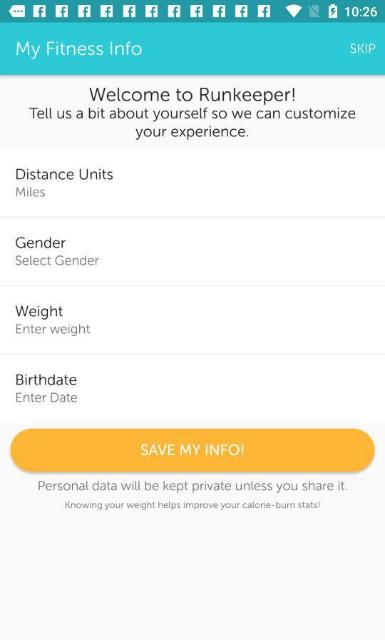 10:26
My Fitness Info
SKIP
Welcome to Runkeeper!
Tell us a bit about yourself so we can customize
your experience.
Distance Units
Miles
Gender
Select Gender
Weight
Enter weight
Birthdate
Enter Date
SAVE MY INFO!
Personal data will be kept private unless you share it.
Knowing your weight helps improve your calorie-burn stats!